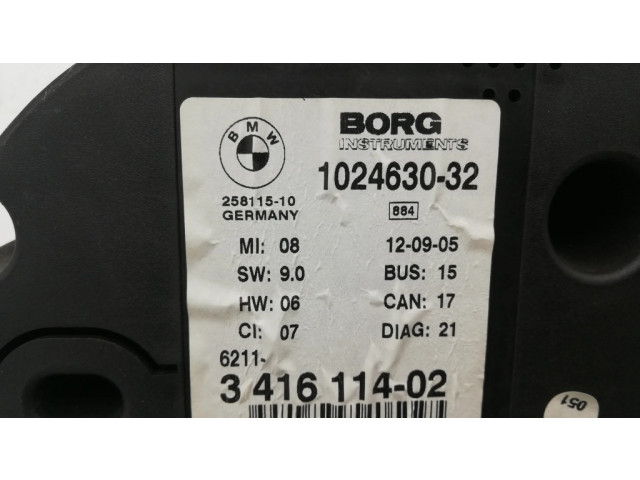 BMW
BORG
INSTRUMENTS
1024630-32
258115-10
GERMANY
884
MI: 08
12-09-05
SW: 9.0
BUS: 15
HW: 06
CAN: 17
CI: 07
DIAG: 21
6211-
3 416 114-02
051